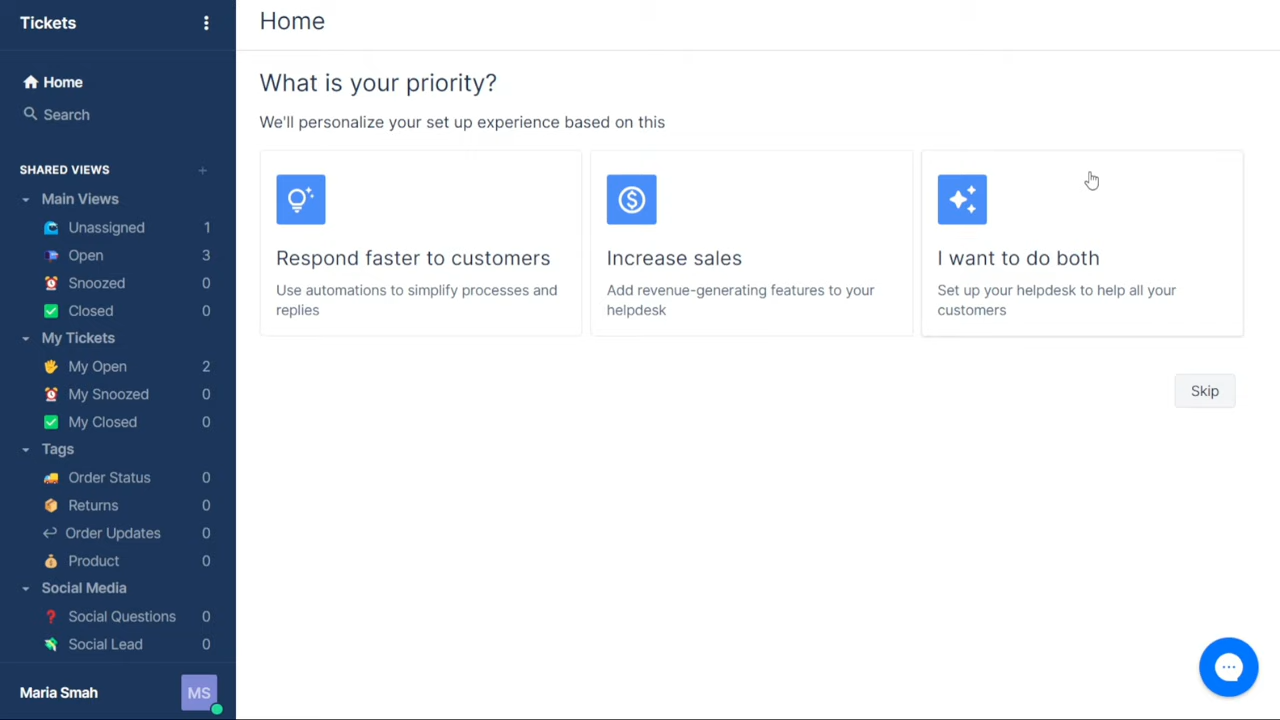 Tickets
Home
Search
SHARED VIEWS
Main Views
Unassigned 1
Open 3
Snoozed 0
Closed 0
My Tickets
My Open 2
My Snoozed 0
My Closed 0
Tags
Order Status 0
Returns 0
Order Updates 0
Product 0
Social Media
Social Questions 0
Social Lead 0
Maria Smah MS
Home
What is your priority?
We'll personalize your set up experience based on this
Respond faster to customers
Use automations to simplify processes and
replies
Increase sales
Add revenue-generating features to your
helpdesk
I want to do both
Set up your helpdesk to help all your
customers
Skip